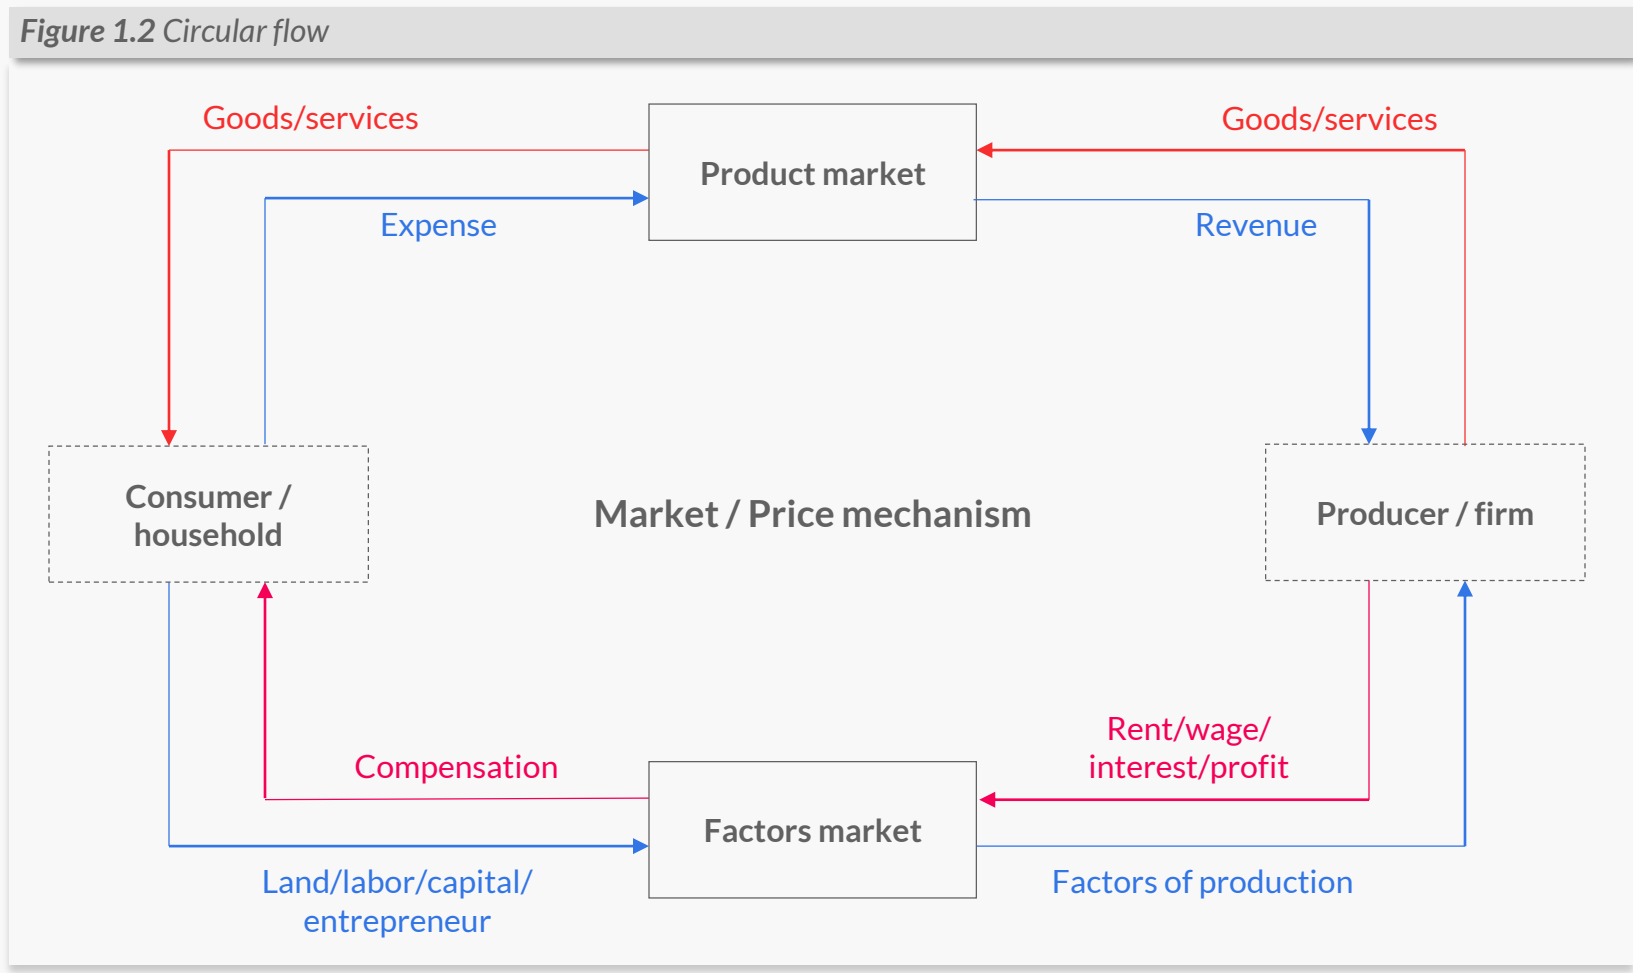 Figure 1.2 Circular flow
Goods/services
Goods/services
Product market
Expense
Revenue
Consumer /
household
Market / Price mechanism
Producer / firm
Rent/wage/
interest/profit
Compensation
Factors market
Land/labor/capital/
entrepreneur
Factors of production